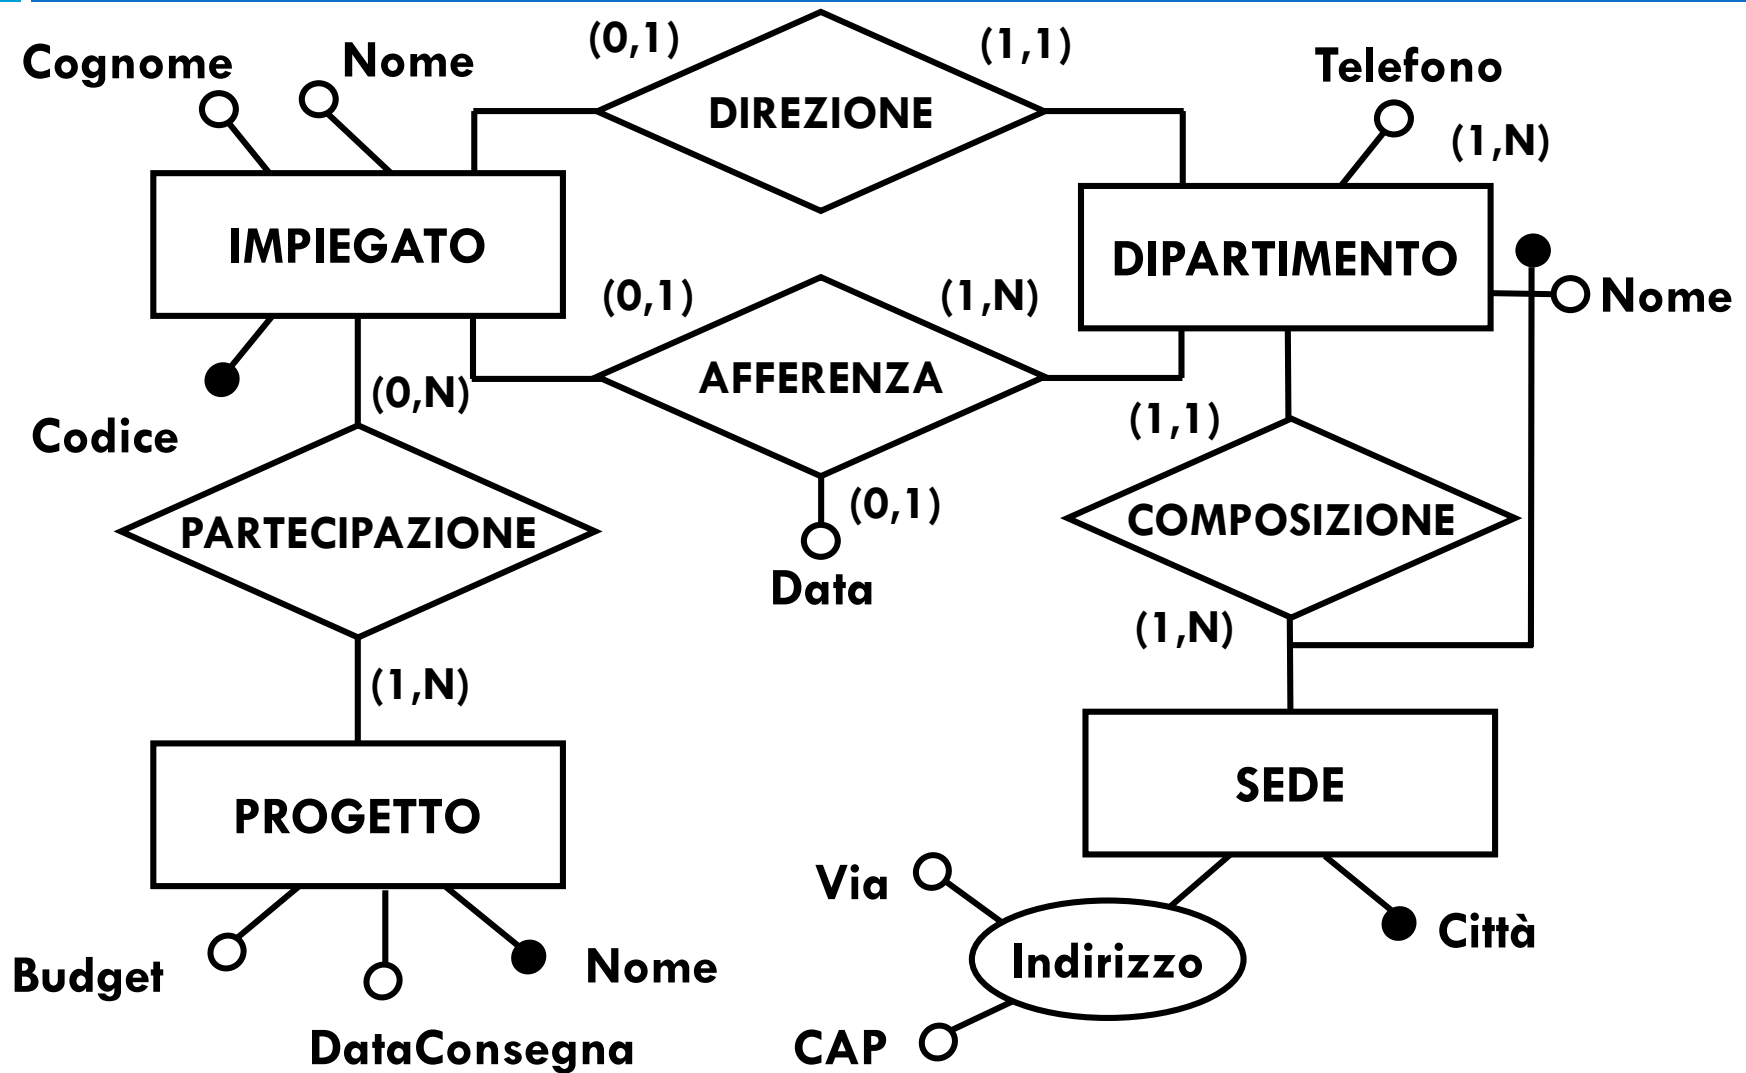 (0,1)
(1,1)
Cognome
Nome
Telefono
DIREZIONE
(1,N)
IMPIEGATO
DIPARTIMENTO
(0,1)
(1,N)
Nome
AFFERENZA
(0,N)
Codice
(1,1)
(0,1)
PARTECIPAZIONE
COMPOSIZIONE
Data
(1,N)
(1,N)
SEDE
PROGETTO
Via
Città
Indirizzo
Budget
Nome
DataConsegna
CAP